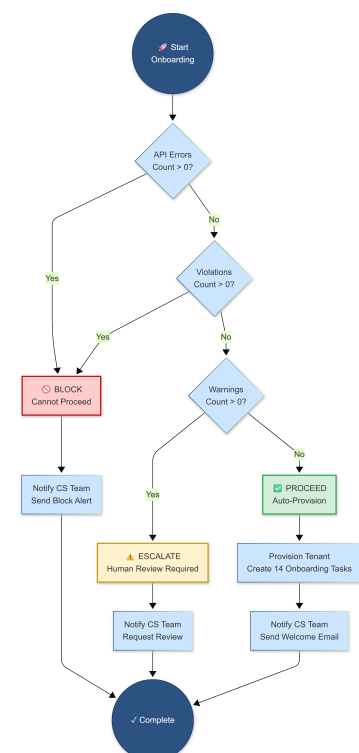 🚀 Start
Onboarding
API Errors
Count > 0?
No
Yes
Violations
Count > 0?
Yes
No
🚫 BLOCK
Cannot Proceed
Warnings
Count > 0?
No
Notify CS Team
Send Block Alert
Yes
✅ PROCEED
Auto-Provision
⚠️ ESCALATE
Human Review Required
Provision Tenant
Create 14 Onboarding Tasks
Notify CS Team
Request Review
Notify CS Team
Send Welcome Email
✓ Complete